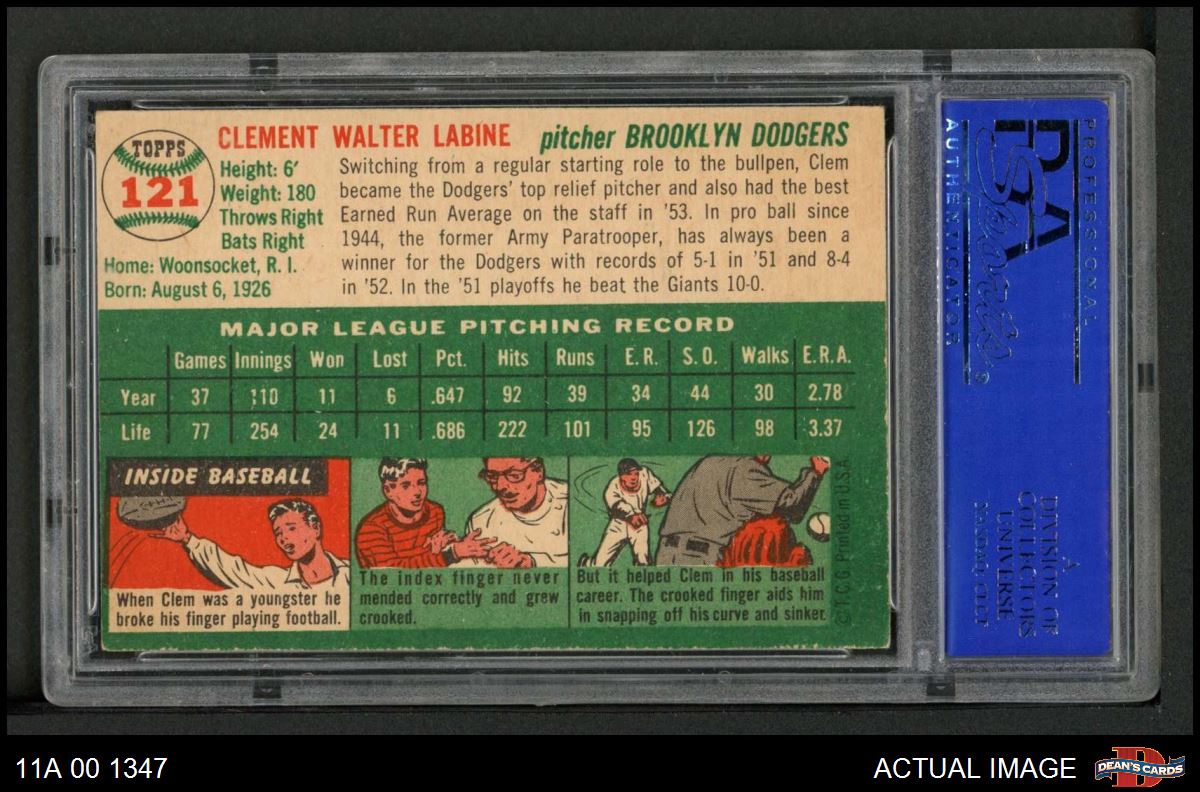 TOPPS
121
CLEMENT WALTER LABINE pitcher BROOKLYN DODGERS
Height: 6'
Weight: 180
Throws Right
Bats Right
Home: Woonsocket, R. I.
Born: August 6, 1926
Switching from a regular starting role to the bullpen, Clem
became the Dodgers' top relief pitcher and also had the best
Earned Run Average on the staff in '53. In pro ball since
1944, the former Army Paratrooper, has always been a
winner for the Dodgers with records of 5-1 in '51 and 8-4
in '52. In the '51 playoffs he beat the Giants 10-0.
MAJOR LEAGUE PITCHING RECORD
Games Innings Won Lost Pct. Hits Runs E. R. S. O. Walks E.R.A.
Year 37 110 11 6 .647 92 39 34 44 30 2.78
Life 77 254 24 11 .686 222 101 95 126 98 3.37
INSIDE BASEBALL
When Clem was a youngster he
broke his finger playing football.
The index finger never
mended correctly and grew
crooked.
But it helped Clem in his baseball
career. The crooked finger aids him
in snapping off his curve and sinker.
©T.C.G. Printed in U.S.A.
PROFESSIONAL
PSA
AUTHENTICATOR
A
DIVISION OF
COLLECTORS
UNIVERSE
NASDAQ: CLCT
11A 00 1347
ACTUAL IMAGE
DEAN'S CARDS